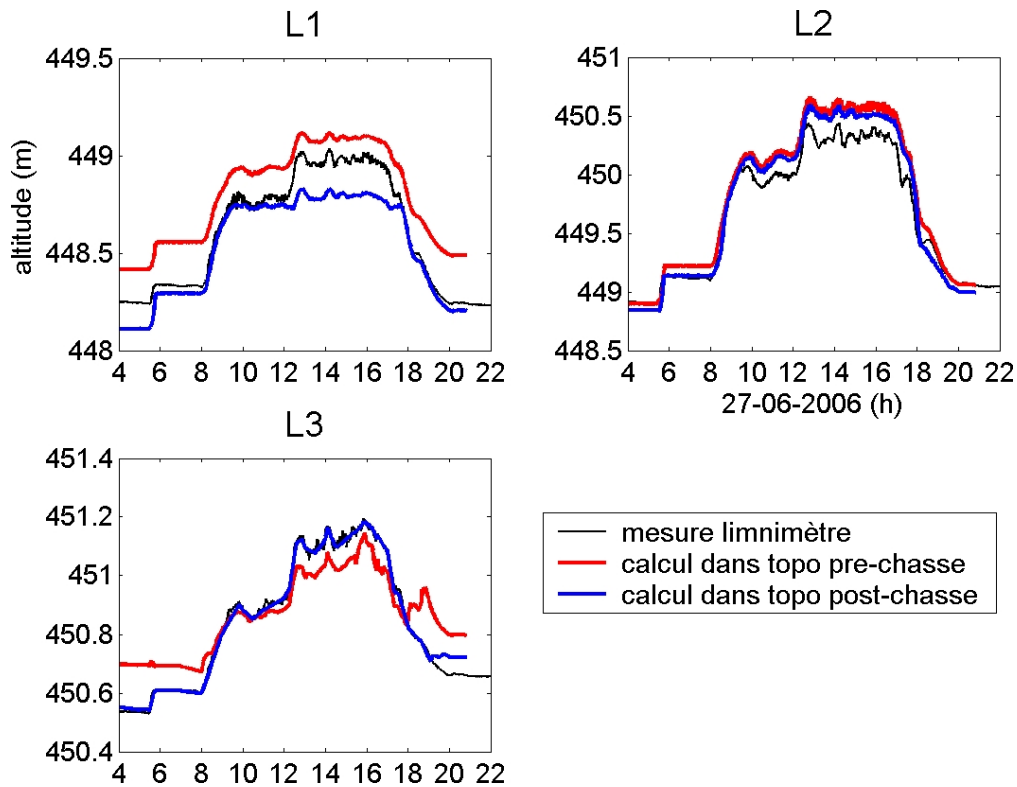 L1
449.5
449
448.5
448
altitude (m)
4 6 8 10 12 14 16 18 20 22
L2
451
450.5
450
449.5
449
448.5
4 6 8 10 12 14 16 18 20 22
27-06-2006 (h)
L3
451.4
451.2
451
450.8
450.6
450.4
4 6 8 10 12 14 16 18 20 22
mesure limnimètre
calcul dans topo pre-chasse
calcul dans topo post-chasse